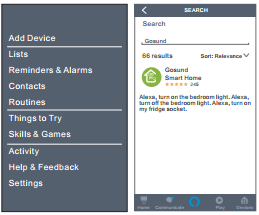 Add Device
Lists
Reminders & Alarms
Contacts
Routines
Things to Try
Skills & Games
Activity
Help & Feedback
Settings
SEARCH
Search
Gosund
66 results
Sort: Relevance
Gosund
Smart Home
245
Alexa, turn on the bedroom light. Alexa,
turn off the bedroom light. Alexa, turn on
my fridge socket.
Home Communicate Play Devices